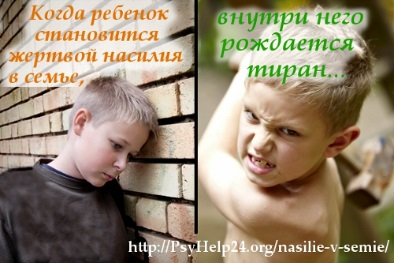 Когда ребенок
становится
жертвой насилия
в семье,
внутри него
рождается
тиран...
http://PsyHelp24.org/nasilie-v-semie/